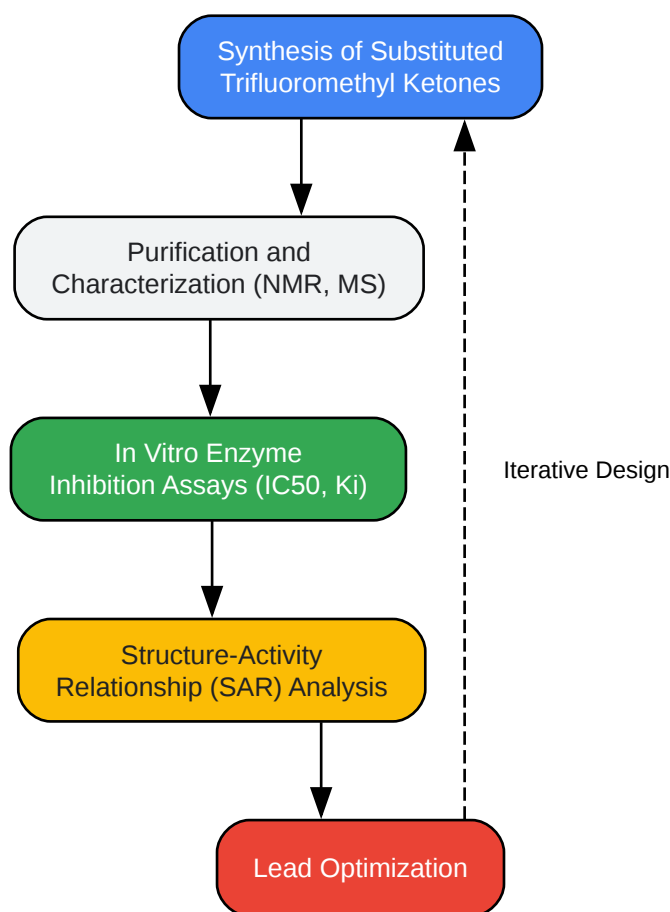 Synthesis of Substituted
Trifluoromethyl Ketones
Purification and
Characterization (NMR, MS)
In Vitro Enzyme
Inhibition Assays (IC50, Ki)
Iterative Design
Structure-Activity
Relationship (SAR) Analysis
Lead Optimization